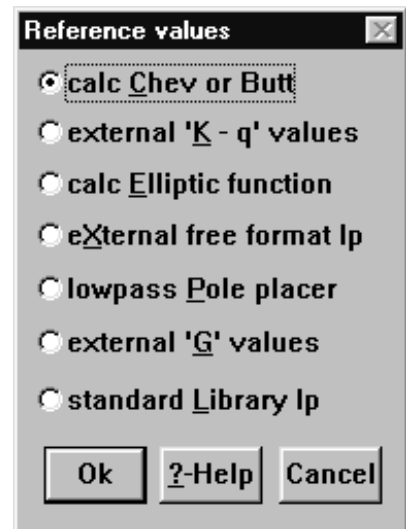 Reference values
calc Chev or Butt
external 'K - q' values
calc Elliptic function
eXternal free format lp
lowpass Pole placer
external 'G' values
standard Library lp
Ok ?-Help Cancel